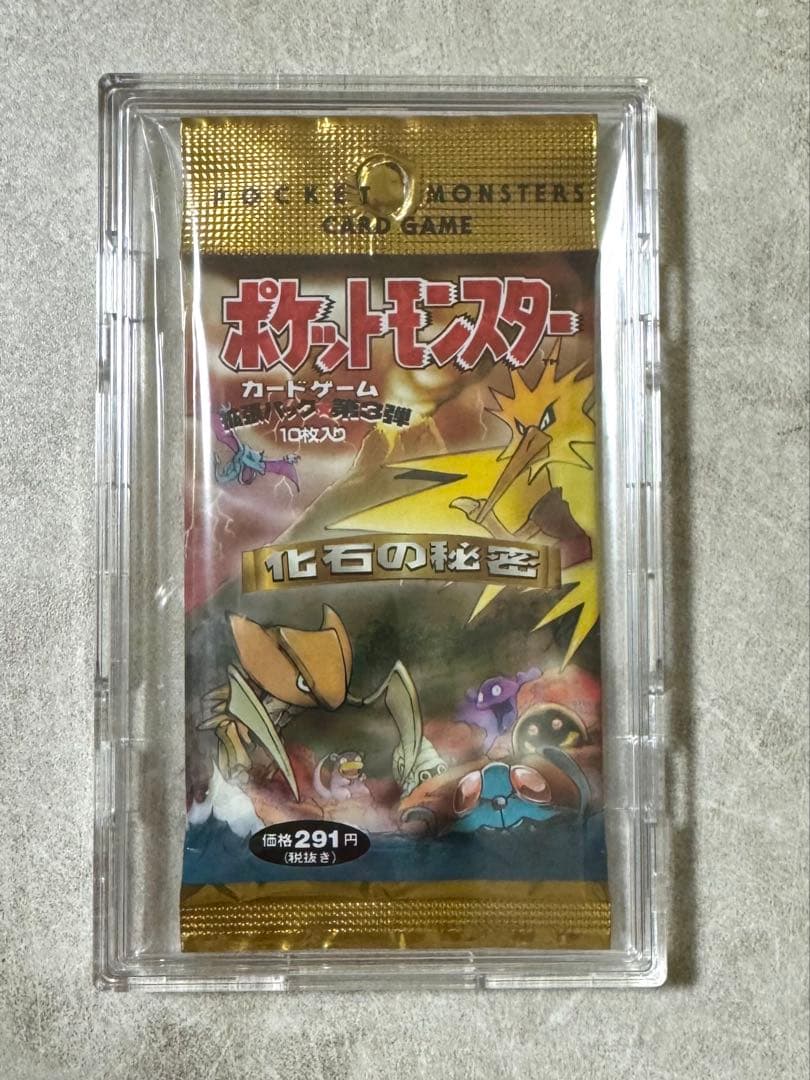 POCKET MONSTERS
CARD GAME
ポケットモンスター
TM
カードゲーム
拡張パック★第3弾
10枚入り
化石の秘密
価格291円
(税抜き)